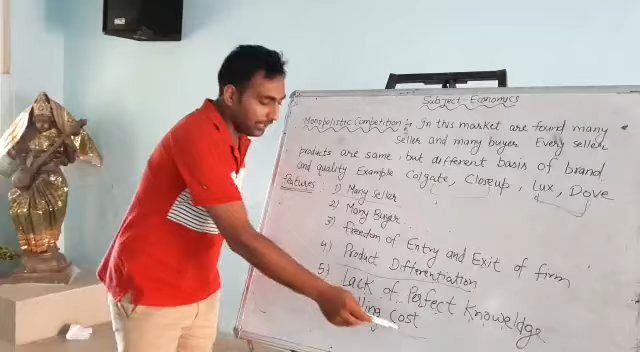 Subject - Economics
Monopolistic Competition :- In this market are found many
seller and many buyer Every seller
products are same, but different basis of brand
and quality Example Colgate, Closeup, Lux, Dove
features : 1) Many Seller
2) Many Buyer
3) freedom of Entry and Exit of firm
4) Product Differentiation
5) Lack of Perfect Knoweldge
Cost